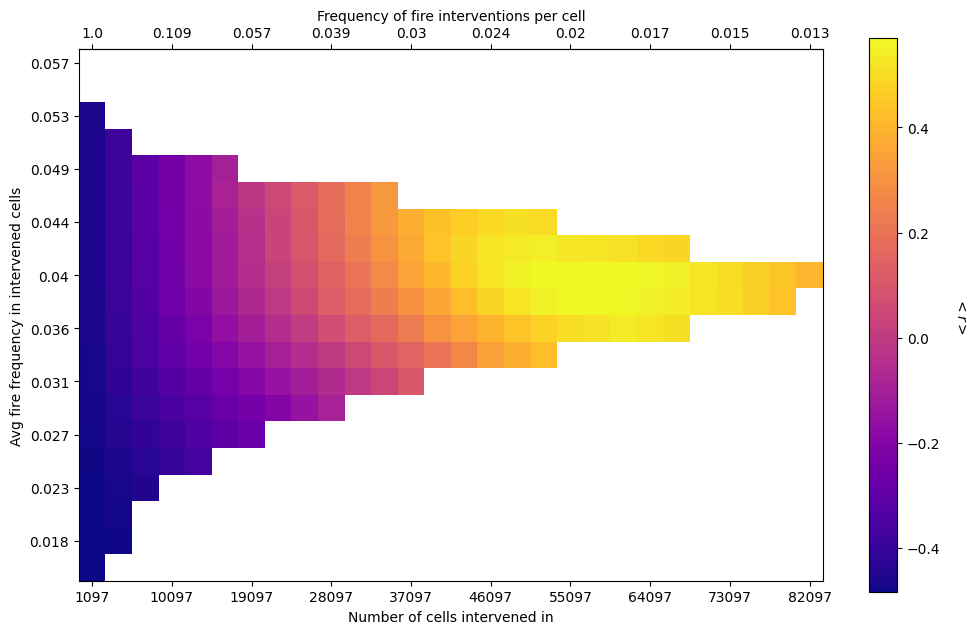 Frequency of fire interventions per cell
1.0 0.109 0.057 0.039 0.03 0.024 0.02 0.017 0.015 0.013
0.057
0.053
0.049
0.044
0.04
0.036
0.031
0.027
0.023
0.018
Avg fire frequency in intervened cells
1097 10097 19097 28097 37097 46097 55097 64097 73097 82097
Number of cells intervened in
0.4
0.2
0.0
−0.2
−0.4
< r >